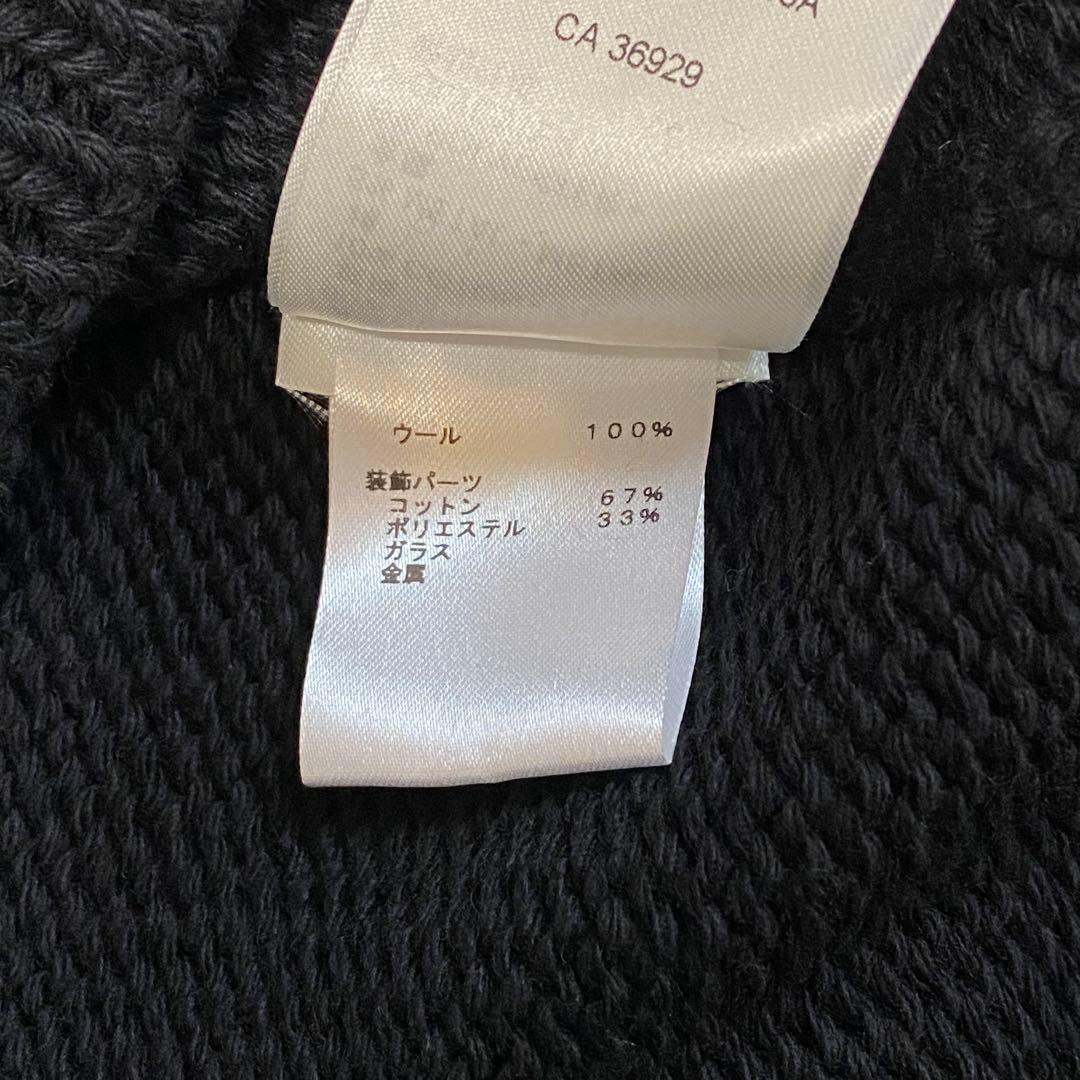 CA 36929
ウール １００％
装飾パーツ
コットン ６７％
ポリエステル ３３％
ガラス
金属